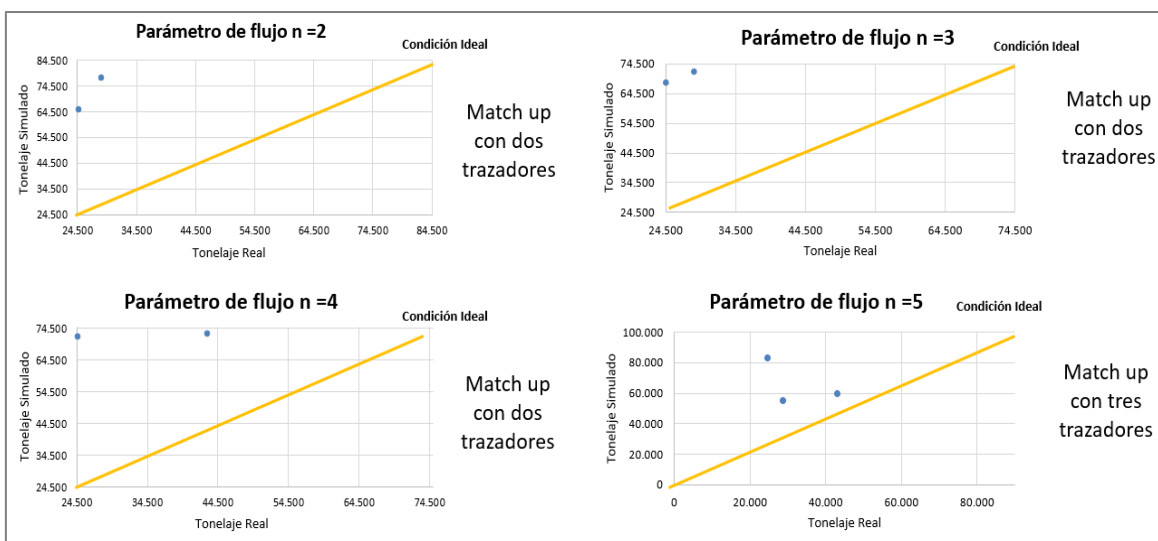 Parámetro de flujo n =2
Condición Ideal
84.500
74.500
64.500
54.500
44.500
34.500
24.500
Tonelaje Simulado
24.500 34.500 44.500 54.500 64.500 74.500 84.500
Tonelaje Real
Match up
con dos
trazadores
Parámetro de flujo n =3
Condición Ideal
74.500
64.500
54.500
44.500
34.500
24.500
Tonelaje Simulado
24.500 34.500 44.500 54.500 64.500 74.500
Tonelaje Real
Match up
con dos
trazadores
Parámetro de flujo n =4
Condición Ideal
74.500
64.500
54.500
44.500
34.500
24.500
Tonelaje Simulado
24.500 34.500 44.500 54.500 64.500 74.500
Tonelaje Real
Match up
con dos
trazadores
Parámetro de flujo n =5
Condición Ideal
100.000
80.000
60.000
40.000
20.000
0
Tonelaje Simulado
0 20.000 40.000 60.000 80.000
Tonelaje Real
Match up
con tres
trazadores